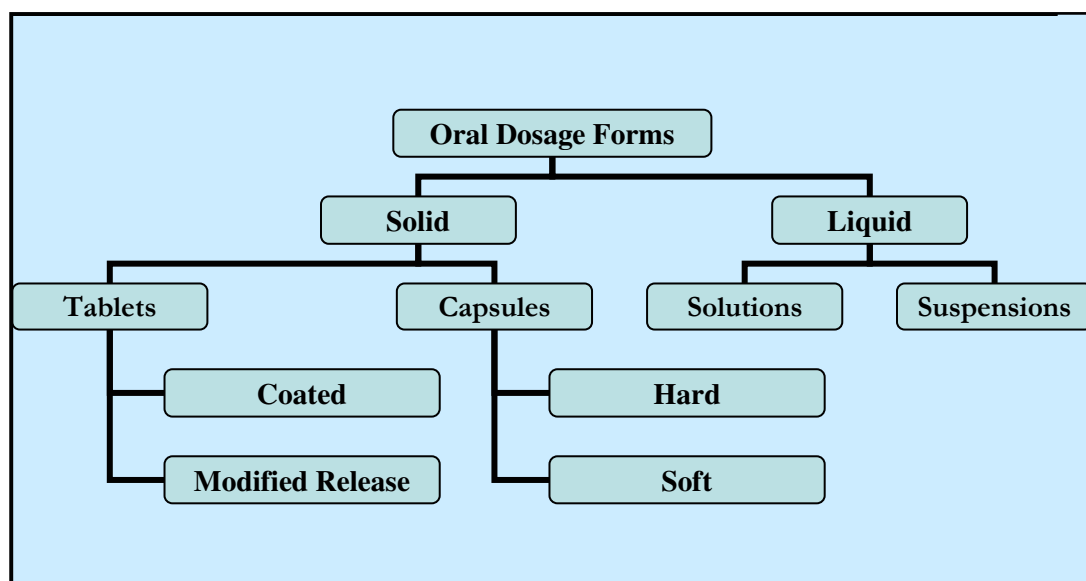 Oral Dosage Forms
Solid
Liquid
Tablets
Capsules
Solutions
Suspensions
Coated
Hard
Modified Release
Soft